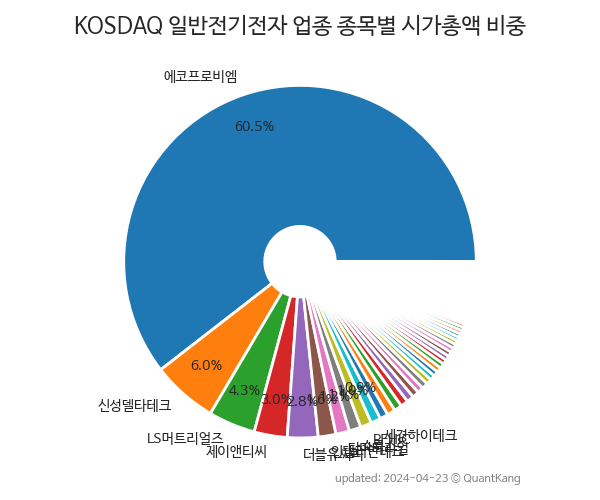 KOSDAQ 일반전기전자 업종 종목별 시가총액 비중
에코프로비엠
60.5%
6.0%
4.3%
3.0%
2.8%
0.9%
신성델타테크
LS머트리얼즈
제이앤티씨
세경하이테크
updated: 2024-04-23 © QuantKang